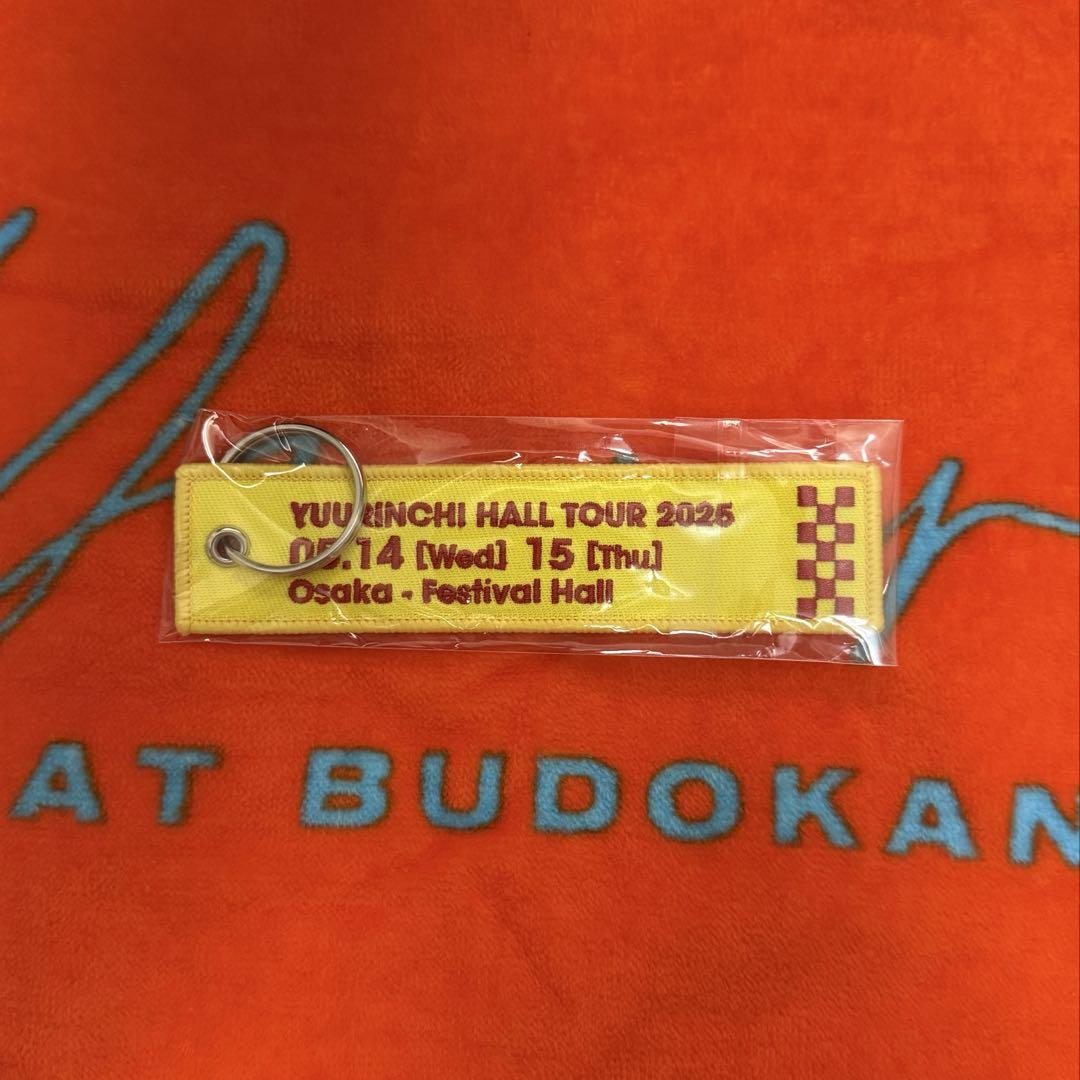 YUURINCHI HALL TOUR 2025
05.14 [Wed] 15 [Thu]
Osaka - Festival Hall
AT BUDOKAN